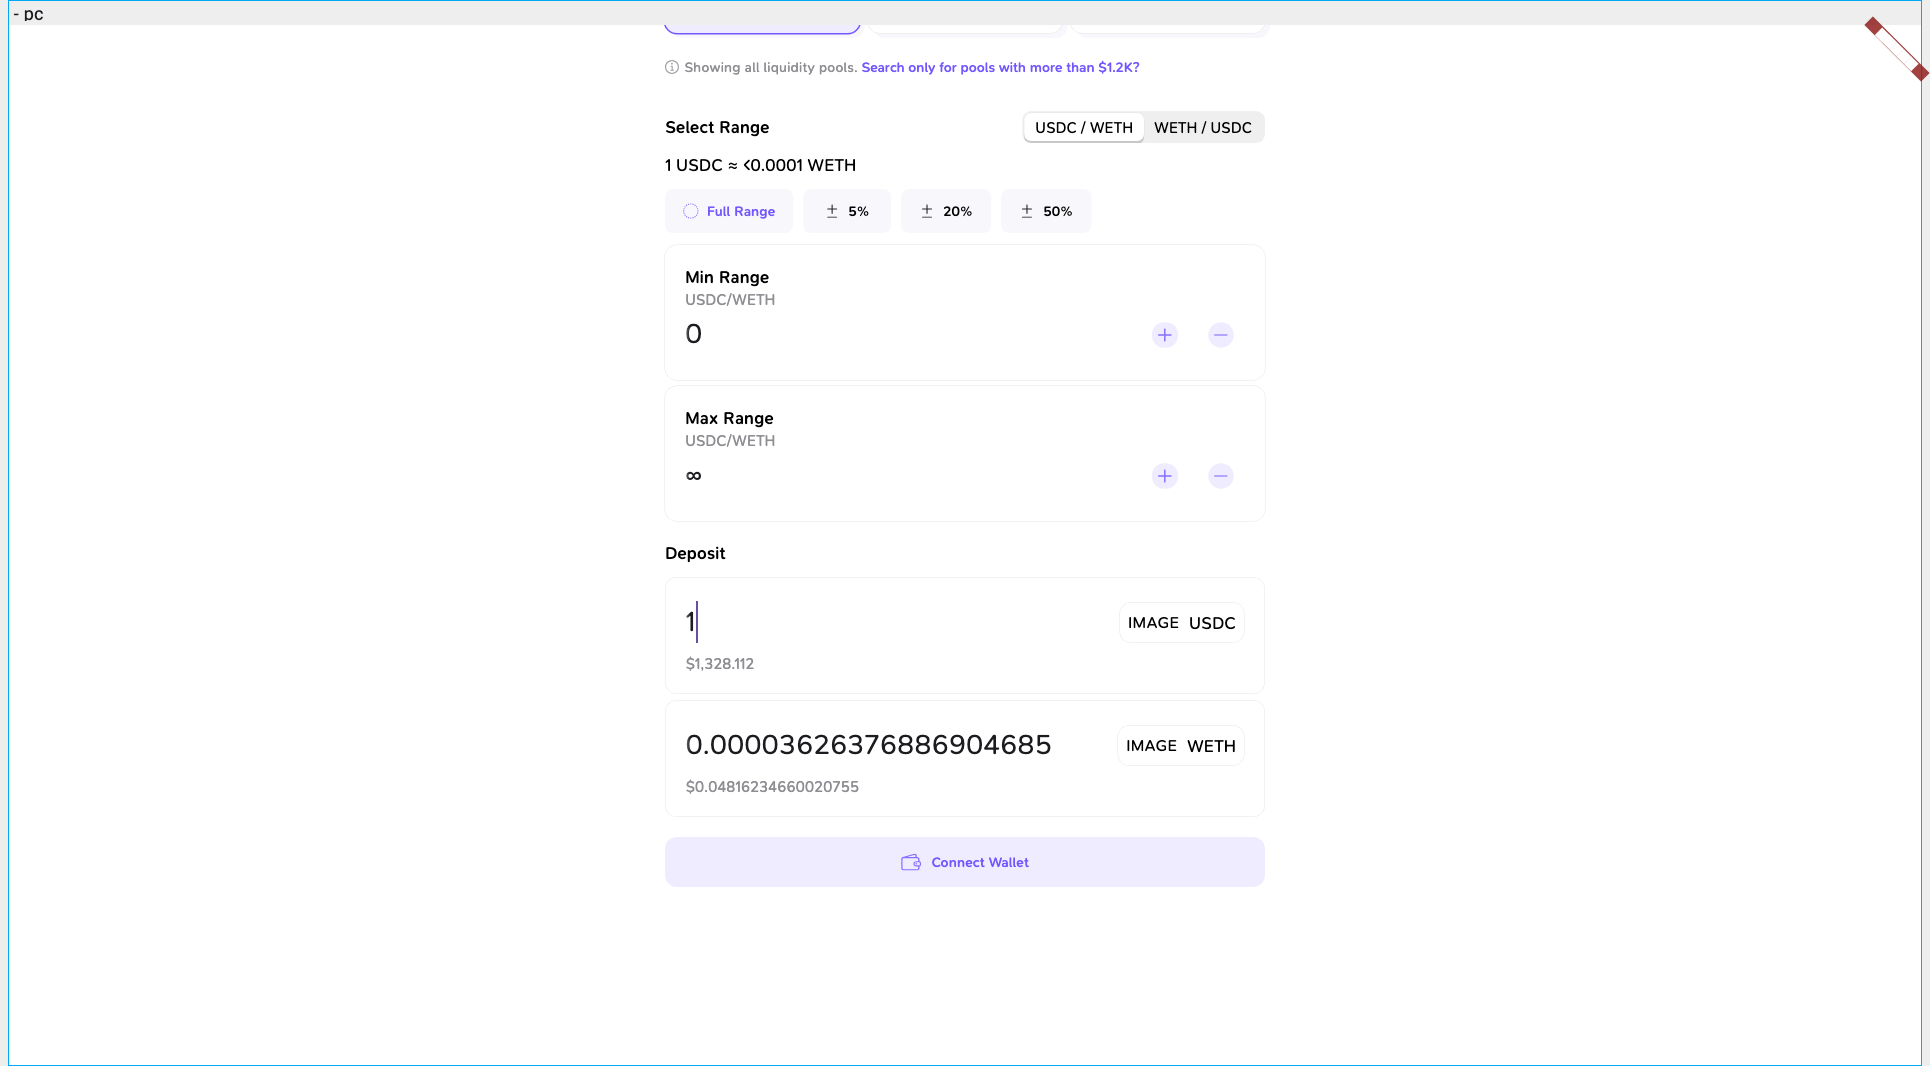 - pc
Showing all liquidity pools. Search only for pools with more than $1.2K?
Select Range
USDC / WETH
WETH / USDC
1 USDC ≈ <0.0001 WETH
Full Range
± 5%
± 20%
± 50%
Min Range
USDC/WETH
0
+
−
Max Range
USDC/WETH
∞
+
−
Deposit
1
IMAGE USDC
$1,328.112
0.00003626376886904685
IMAGE WETH
$0.04816234660020755
Connect Wallet